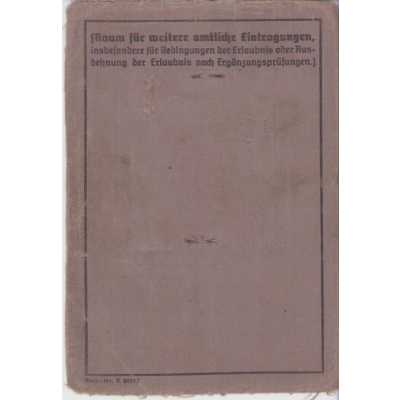 (Raum für weitere amtliche Eintragungen,
insbesondere für Bedingungen der Erlaubnis oder Aus-
dehnung der Erlaubnis nach Ergänzungsprüfungen.)